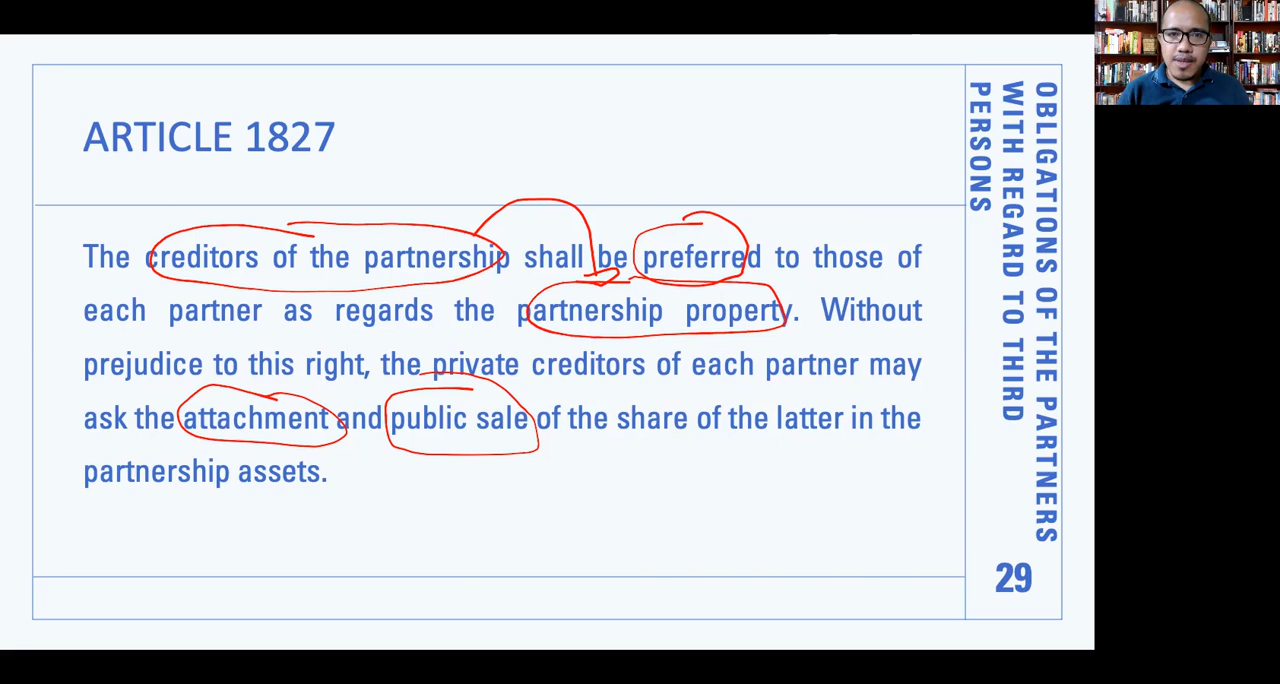 ARTICLE 1827
The creditors of the partnership shall be preferred to those of
each partner as regards the partnership property. Without
prejudice to this right, the private creditors of each partner may
ask the attachment and public sale of the share of the latter in the
partnership assets.
OBLIGATIONS OF THE PARTNERS
WITH REGARD TO THIRD
PERSONS
29